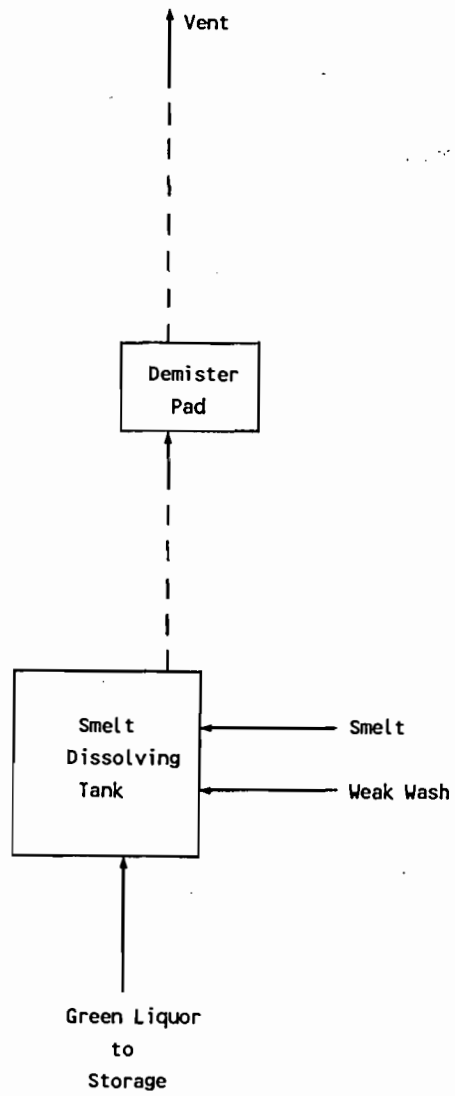 Vent
Demister
Pad
Smelt
Dissolving
Tank
Smelt
Weak Wash
Green Liquor
to
Storage